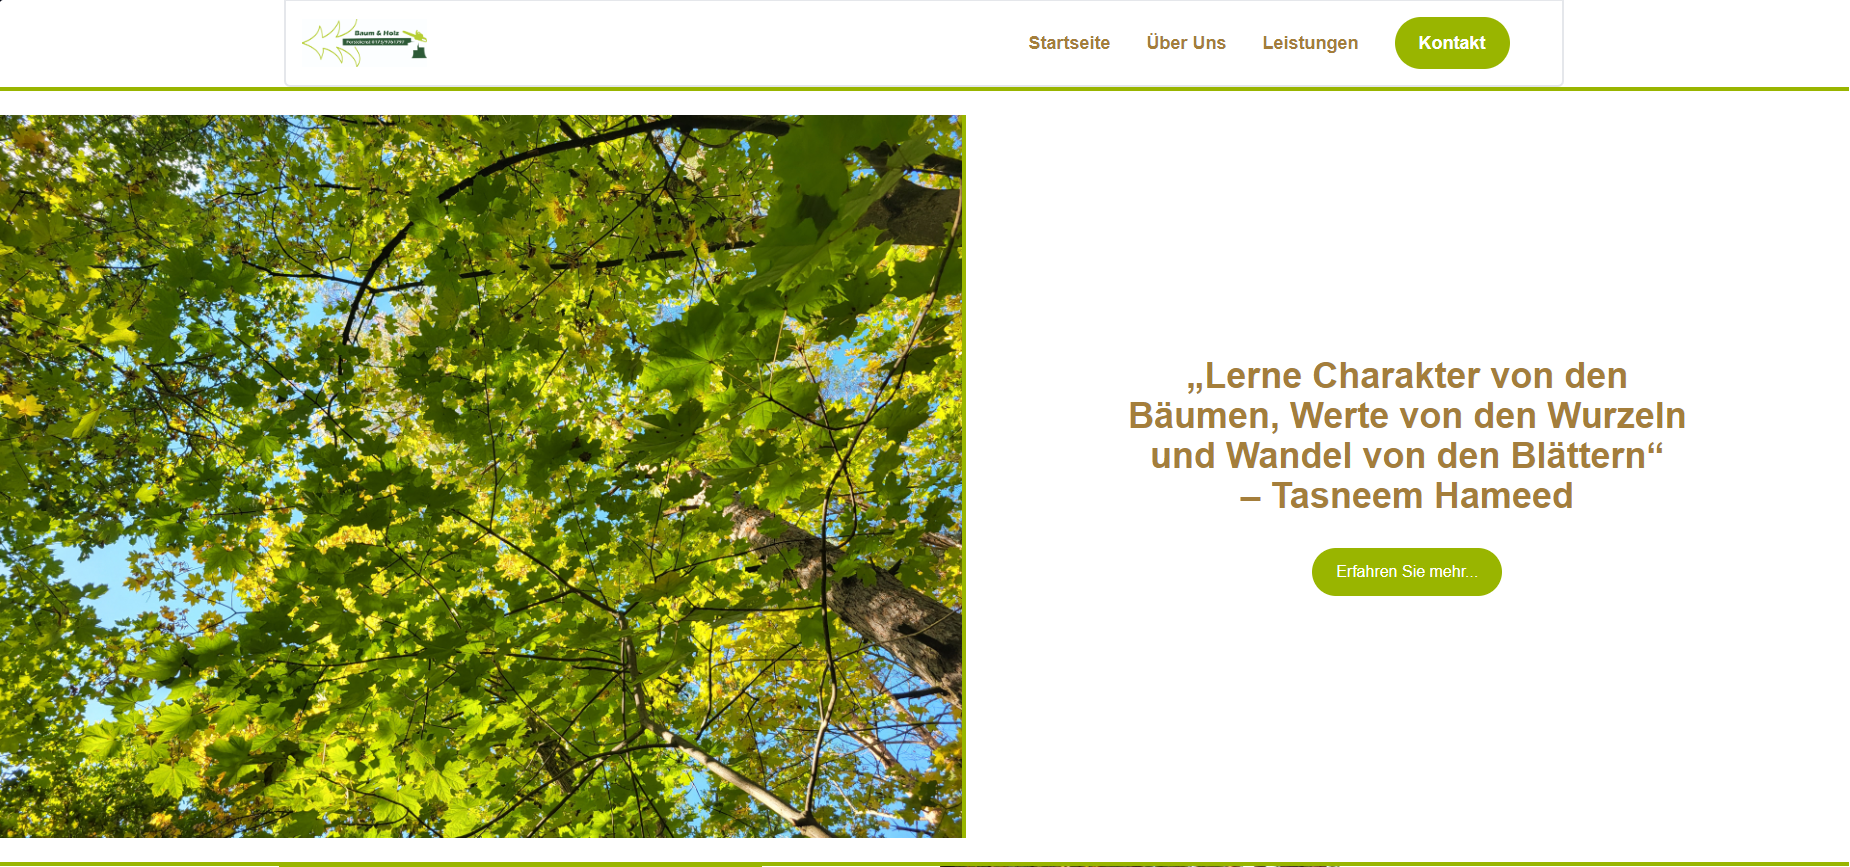 Baum & Holz
Startseite
Über Uns
Leistungen
Kontakt
„Lerne Charakter von den
Bäumen, Werte von den Wurzeln
und Wandel von den Blättern“
– Tasneem Hameed
Erfahren Sie mehr...